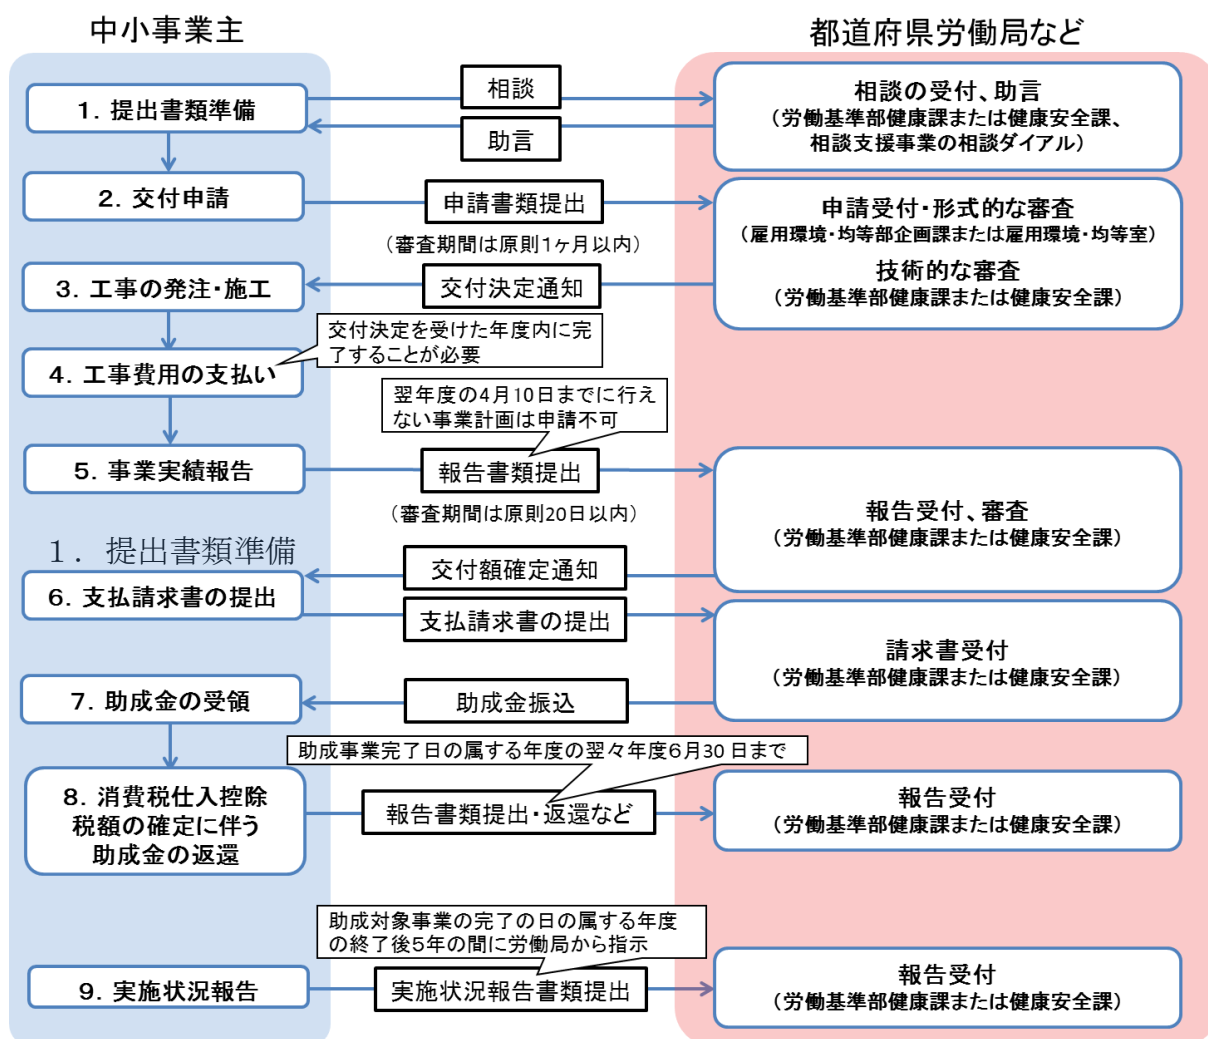 中小事業主
都道府県労働局など
1．提出書類準備
相談
助言
相談の受付、助言
（労働基準部健康課または健康安全課、
相談支援事業の相談ダイアル）
2．交付申請
申請書類提出
（審査期間は原則1ヶ月以内）
申請受付・形式的な審査
（雇用環境・均等部企画課または雇用環境・均等室）
技術的な審査
（労働基準部健康課または健康安全課）
3．工事の発注・施工
交付決定通知
交付決定を受けた年度内に完
了することが必要
4．工事費用の支払い
翌年度の4月10日までに行え
ない事業計画は申請不可
5．事業実績報告
報告書類提出
（審査期間は原則20日以内）
報告受付、審査
（労働基準部健康課または健康安全課）
１．提出書類準備
交付額確定通知
6．支払請求書の提出
支払請求書の提出
請求書受付
（労働基準部健康課または健康安全課）
7．助成金の受領
助成金振込
助成事業完了日の属する年度の翌々年度6月30日まで
8．消費税仕入控除
税額の確定に伴う
助成金の返還
報告書類提出・返還など
報告受付
（労働基準部健康課または健康安全課）
助成対象事業の完了の日の属する年度
の終了後5年の間に労働局から指示
9．実施状況報告
実施状況報告書類提出
報告受付
（労働基準部健康課または健康安全課）